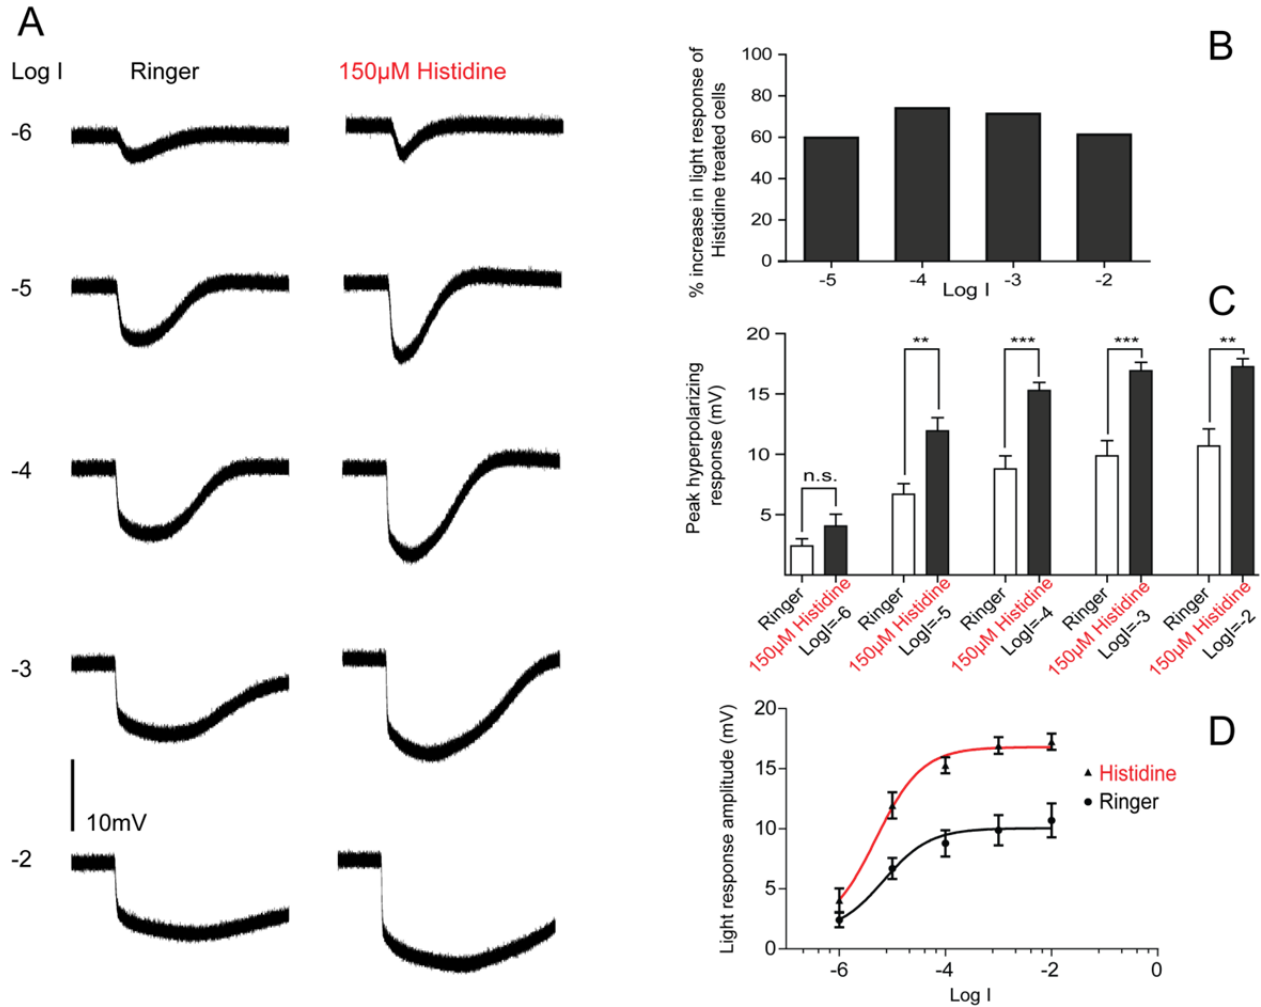 A
Log I Ringer 150µM Histidine
-6
-5
-4
-3
10mV
-2
B
% increase in light response of
Histidine treated cells
100
80
60
40
20
0
-5 -4 -3 -2
Log I
C
Peak hyperpolarizing
response (mV)
20
15
10
5
n.s. ** *** *** **
Ringer
150µM Histidine
LogI=-6
Ringer
150µM Histidine
LogI=-5
Ringer
150µM Histidine
LogI=-4
Ringer
150µM Histidine
LogI=-3
Ringer
150µM Histidine
LogI=-2
D
Light response amplitude (mV)
20
15
10
5
0
-6 -4 -2 0
Log I
Histidine
Ringer